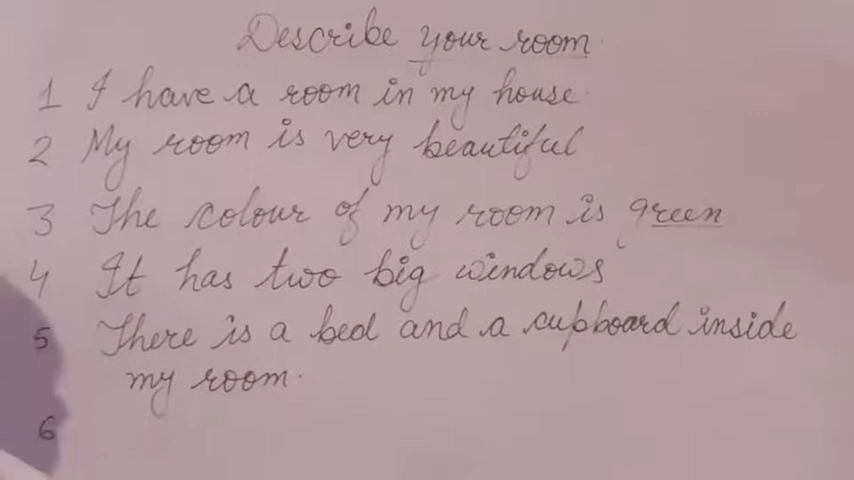 Describe your room.
1 I have a room in my house.
2 My room is very beautiful
3 The colour of my room is green
4 It has two big windows
5 There is a bed and a cupboard inside
my room.
6